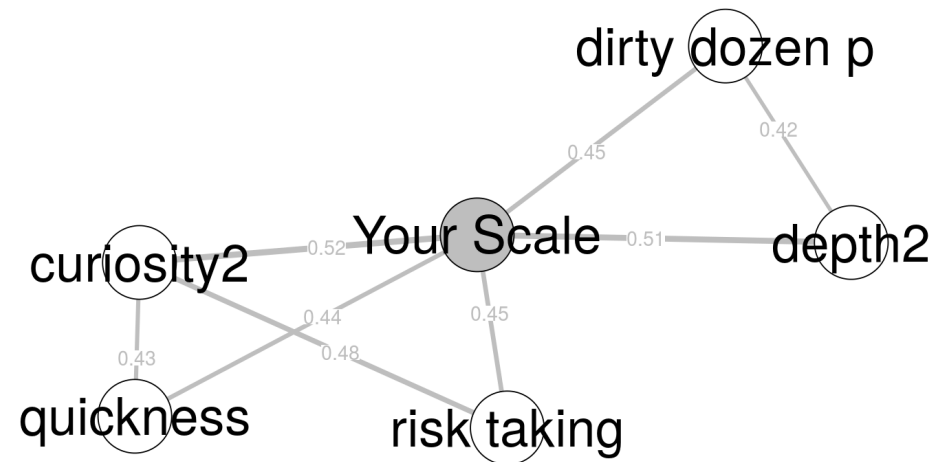 dirty dozen p
0.42
0.45
Your Scale
0.52
0.51
depth2
curiosity2
0.44
0.45
0.48
0.43
quickness
risk taking